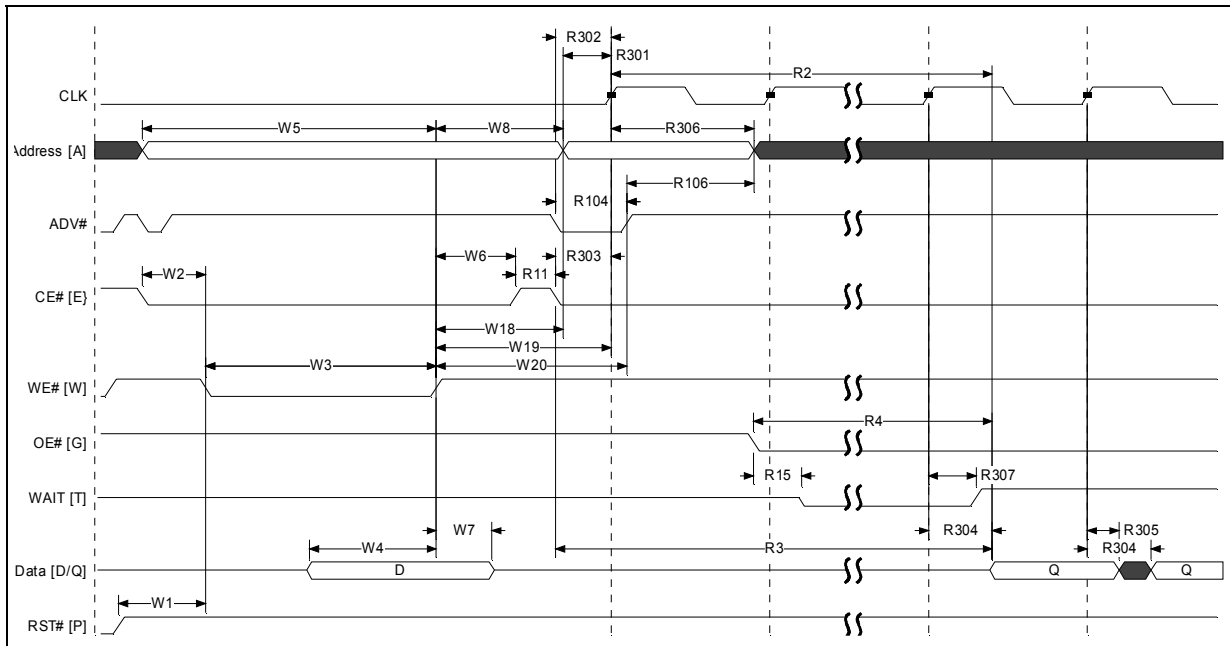 R302
R301
R2
CLK
W5
W8
R306
Address [A]
R106
R104
ADV#
W6
R303
W2
R11
CE# [E}
W18
W19
W3
W20
WE# [W]
R4
OE# [G]
R15
R307
WAIT [T]
W7
R304
R305
W4
R3
R304
Data [D/Q]
D
Q
Q
W1
RST# [P]